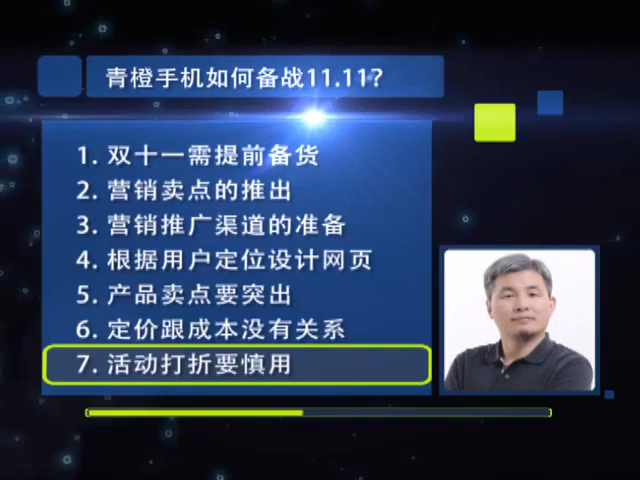 青橙手机如何备战11.11?
1. 双十一需提前备货
2. 营销卖点的推出
3. 营销推广渠道的准备
4. 根据用户定位设计网页
5. 产品卖点要突出
6. 定价跟成本没有关系
7. 活动打折要慎用